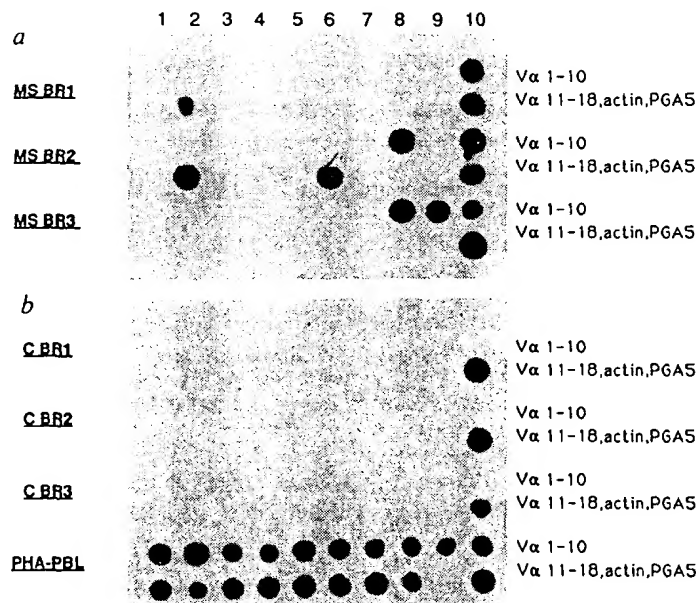 1 2 3 4 5 6 7 8 9 10
a
MS BR1
Vα 1-10
Vα 11-18,actin,PGA5
MS BR2
Vα 1-10
Vα 11-18,actin,PGA5
MS BR3
Vα 1-10
Vα 11-18,actin,PGA5
b
C BR1
Vα 1-10
Vα 11-18,actin,PGA5
C BR2
Vα 1-10
Vα 11-18,actin,PGA5
C BR3
Vα 1-10
Vα 11-18,actin,PGA5
PHA-PBL
Vα 1-10
Vα 11-18,actin,PGA5